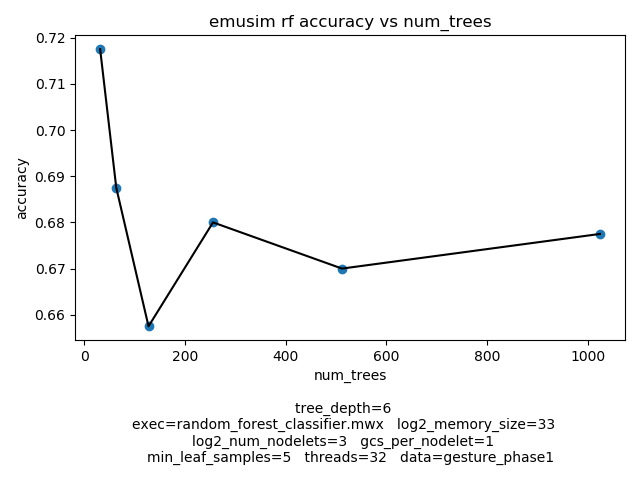 emusim rf accuracy vs num_trees
0.72
0.71
0.70
0.69
0.68
0.67
0.66
accuracy
0 200 400 600 800 1000
num_trees
tree_depth=6
exec=random_forest_classifier.mwx log2_memory_size=33
log2_num_nodelets=3 gcs_per_nodelet=1
min_leaf_samples=5 threads=32 data=gesture_phase1